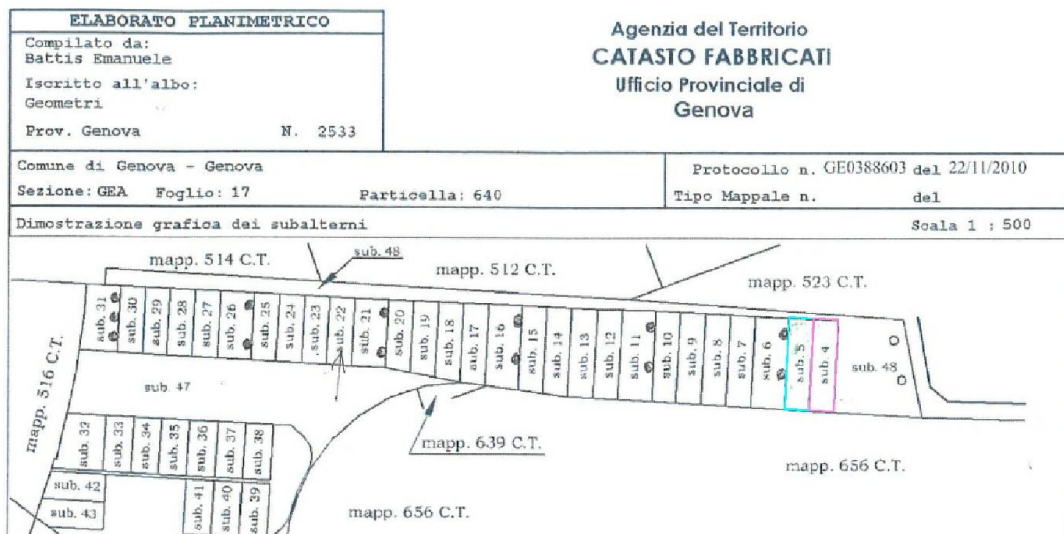 ELABORATO PLANIMETRICO
Compilato da:
Battis Emanuele
Iscritto all'albo:
Geometri
Prov. Genova N. 2533
Agenzia del Territorio
CATASTO FABBRICATI
Ufficio Provinciale di
Genova
Comune di Genova - Genova
Sezione: GEA Foglio: 17 Particella: 640
Protocollo n. GE0388603 del 22/11/2010
Tipo Mappale n. del
Dimostrazione grafica dei subalterni
Scala 1 : 500
mapp. 514 C.T.
sub. 48
mapp. 512 C.T.
mapp. 523 C.T.
sub. 31
sub. 30
sub. 29
sub. 28
sub. 27
sub. 26
sub. 25
sub. 24
sub. 23
sub. 22
sub. 21
sub. 20
sub. 19
sub. 18
sub. 17
sub. 16
sub. 15
sub. 14
sub. 13
sub. 12
sub. 11
sub. 10
sub. 9
sub. 8
sub. 7
sub. 6
sub. 5
sub. 4
sub. 48
mapp. 516 C.T.
sub. 47
sub. 32
sub. 33
sub. 34
sub. 35
sub. 36
sub. 37
sub. 38
mapp. 639 C.T.
mapp. 656 C.T.
sub. 42
sub. 43
sub. 41
sub. 40
sub. 39
mapp. 656 C.T.